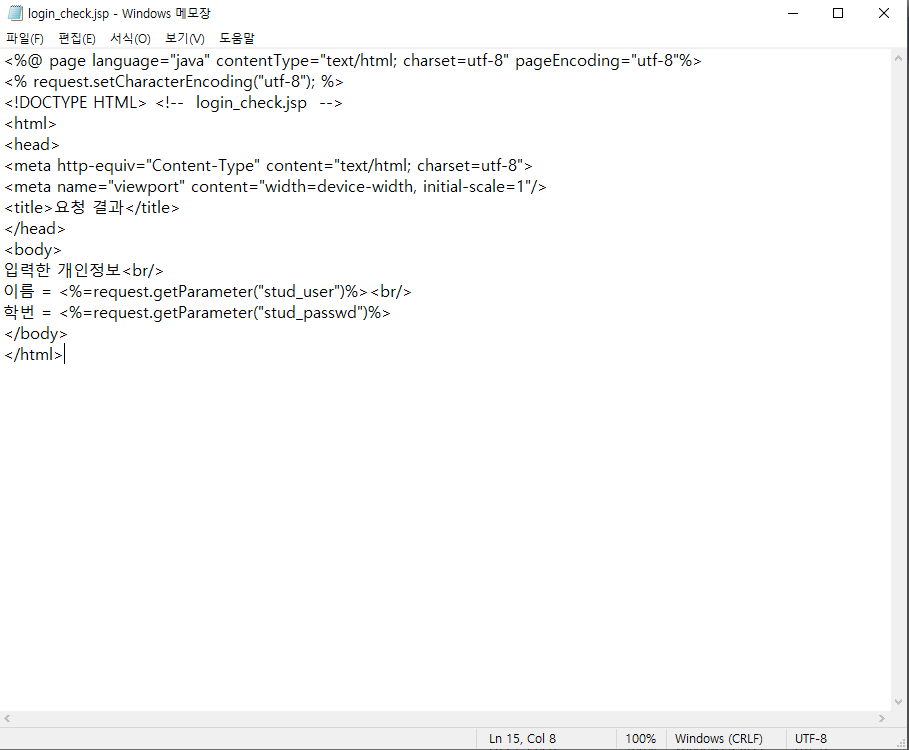 login_check.jsp - Windows 메모장
파일(F) 편집(E) 서식(O) 보기(V) 도움말
<%@ page language="java" contentType="text/html; charset=utf-8" pageEncoding="utf-8"%>
<% request.setCharacterEncoding("utf-8"); %>
<!DOCTYPE HTML> <!--  login_check.jsp  -->
<html>
<head>
<meta http-equiv="Content-Type" content="text/html; charset=utf-8">
<meta name="viewport" content="width=device-width, initial-scale=1"/>
<title>요청 결과</title>
</head>
<body>
입력한 개인정보<br/>
이름 = <%=request.getParameter("stud_user")%><br/>
학번 = <%=request.getParameter("stud_passwd")%>
</body>
</html>
Ln 15, Col 8 100% Windows (CRLF) UTF-8